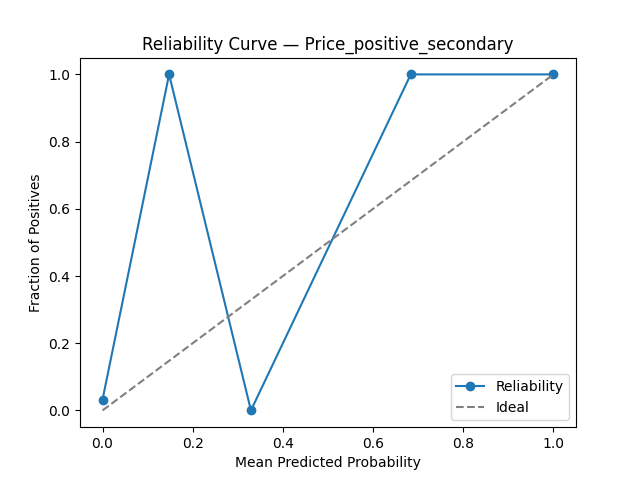 Reliability Curve — Price_positive_secondary
Fraction of Positives
1.0
0.8
0.6
0.4
0.2
0.0
0.0 0.2 0.4 0.6 0.8 1.0
Mean Predicted Probability
Reliability
Ideal